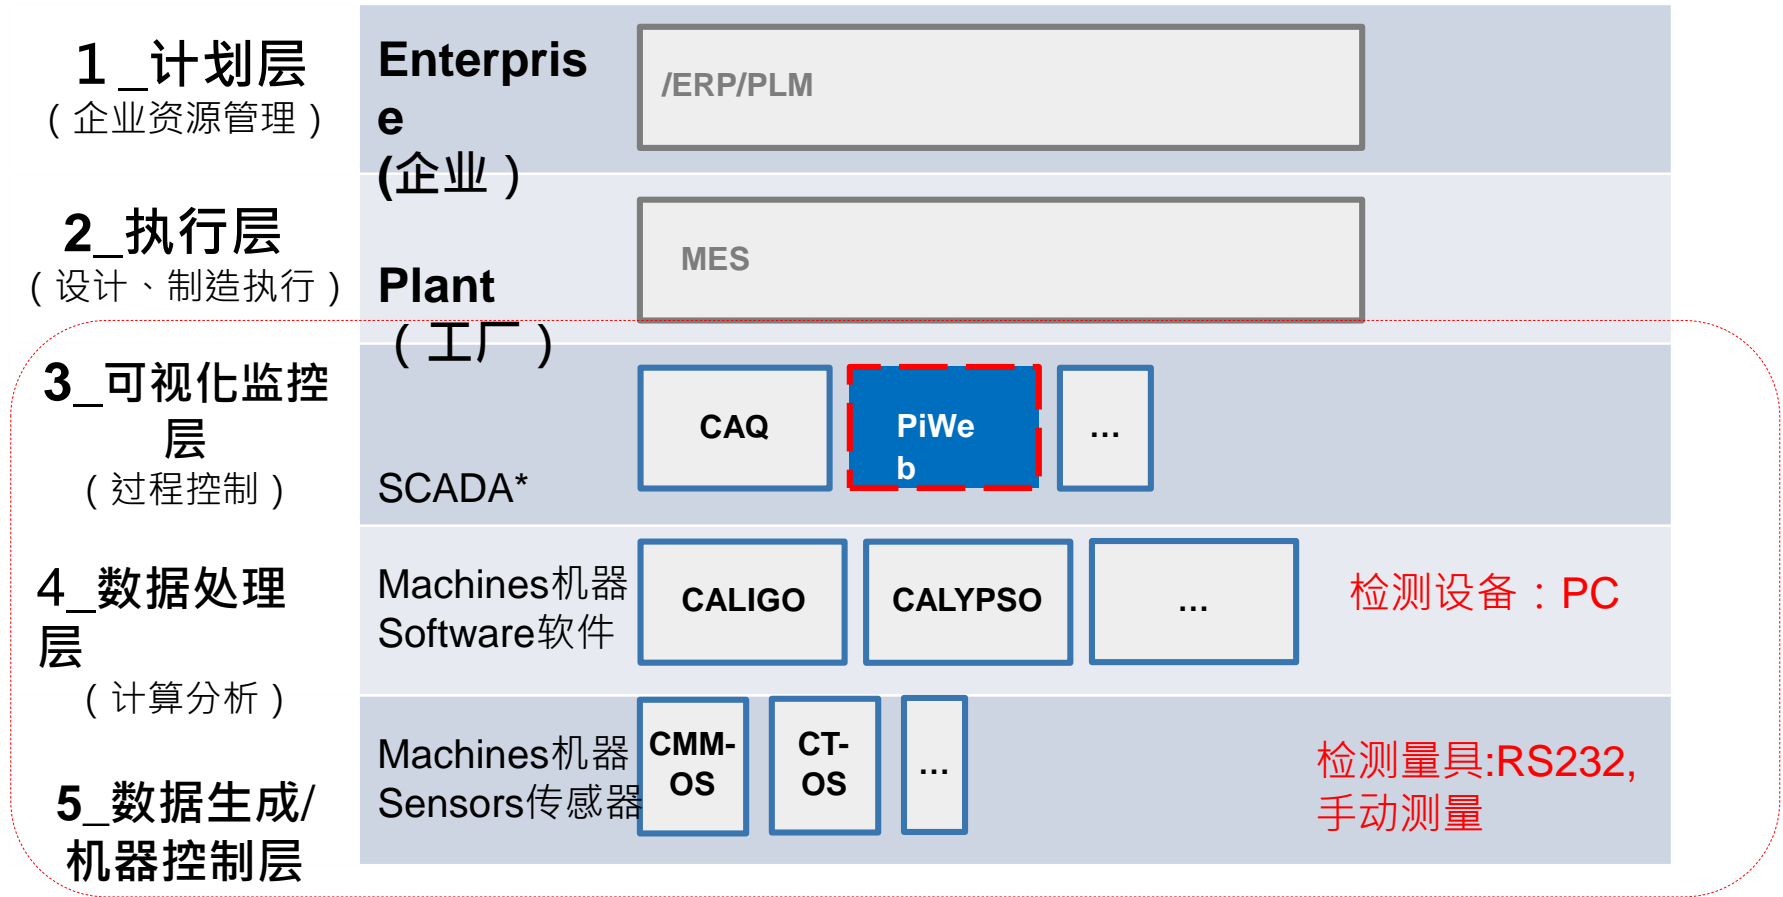 1_计划层
（企业资源管理）
Enterpris
e
(企业）
/ERP/PLM
2_执行层
（设计、制造执行）
Plant
（工厂）
MES
3_可视化监控
层
（过程控制）
SCADA*
CAQ
PiWe
b
...
4_数据处理
层
（计算分析）
Machines机器
Software软件
CALIGO
CALYPSO
...
检测设备：PC
5_数据生成/
机器控制层
Machines机器
Sensors传感器
CMM-
OS
CT-
OS
...
检测量具:RS232,
手动测量